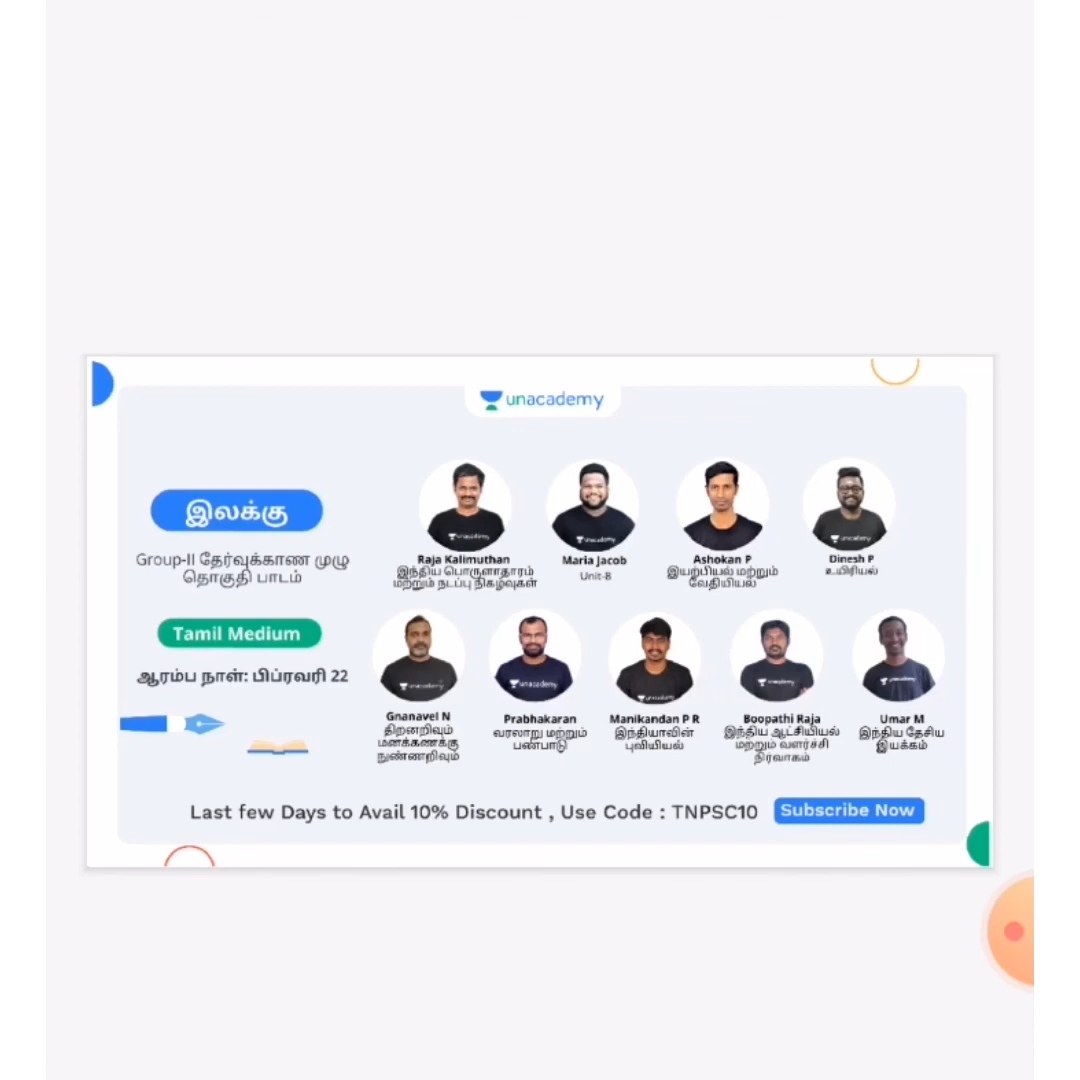 unacademy
இலக்கு
Group-II தேர்வுக்காண முழு
தொகுதி பாடம்
Tamil Medium
ஆரம்ப நாள்: பிப்ரவரி 22
Raja Kalimuthan
இந்திய பொருளாதாரம்
மற்றும் நடப்பு நிகழ்வுகள்
Maria Jacob
Unit-8
Ashokan P
இயற்பியல் மற்றும்
வேதியியல்
Dinesh P
உயிரியல்
Gnanavel N
திறனறிவும்
மனக்கணக்கு
நுண்ணறிவும்
Prabhakaran
வரலாறு மற்றும்
பண்பாடு
Manikandan P R
இந்தியாவின்
புவியியல்
Boopathi Raja
இந்திய ஆட்சியியல்
மற்றும் வளர்ச்சி
நிர்வாகம்
Umar M
இந்திய தேசிய
இயக்கம்
Last few Days to Avail 10% Discount , Use Code : TNPSC10
Subscribe Now